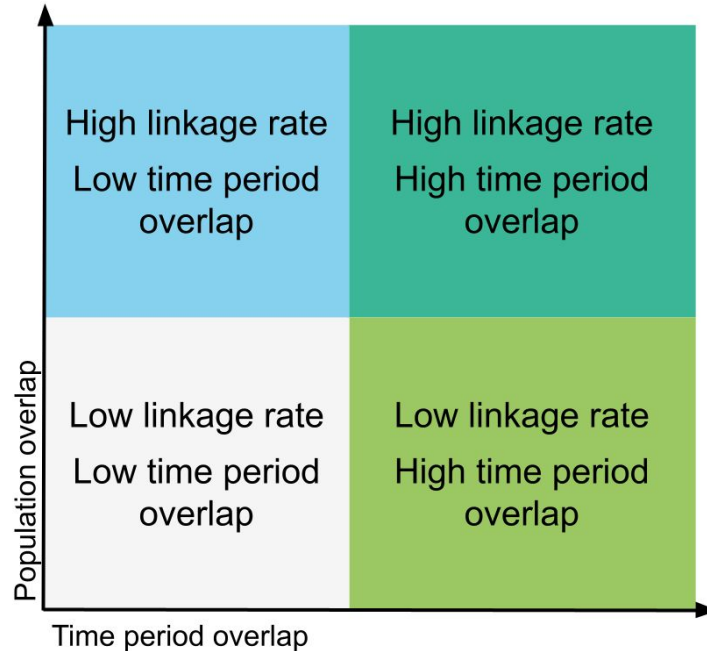 High linkage rate
Low time period
overlap
High linkage rate
High time period
overlap
Low linkage rate
Low time period
overlap
Low linkage rate
High time period
overlap
Population overlap
Time period overlap